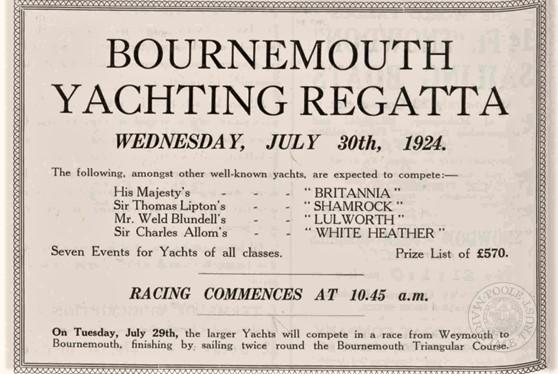 BOURNEMOUTH
YACHTING REGATTA
WEDNESDAY, JULY 30th, 1924.
The following, amongst other well-known yachts, are expected to compete:—
His Majesty's - - - " BRITANNIA "
Sir Thomas Lipton's - - " SHAMROCK "
Mr. Weld Blundell's - - " LULWORTH "
Sir Charles Allom's - - " WHITE HEATHER "
Seven Events for Yachts of all classes. Prize List of £570.
RACING COMMENCES AT 10.45 a.m.
On Tuesday, July 29th, the larger Yachts will compete in a race from Weymouth to
Bournemouth, finishing by sailing twice round the Bournemouth Triangular Course.